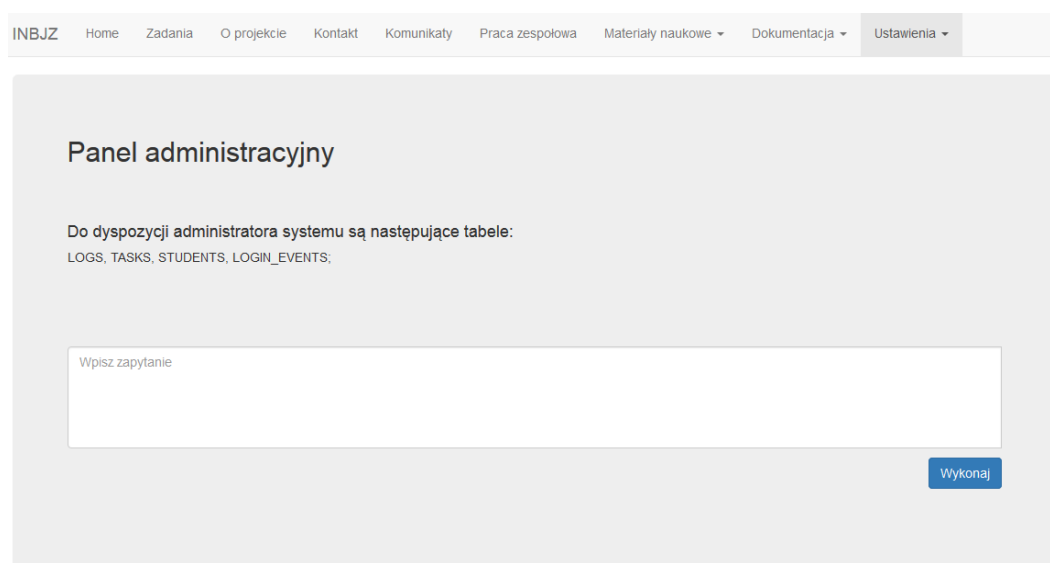 INBJZ Home Zadania O projekcie Kontakt Komunikaty Praca zespołowa Materiały naukowe Dokumentacja Ustawienia
Panel administracyjny
Do dyspozycji administratora systemu są następujące tabele:
LOGS, TASKS, STUDENTS, LOGIN_EVENTS;
Wpisz zapytanie
Wykonaj